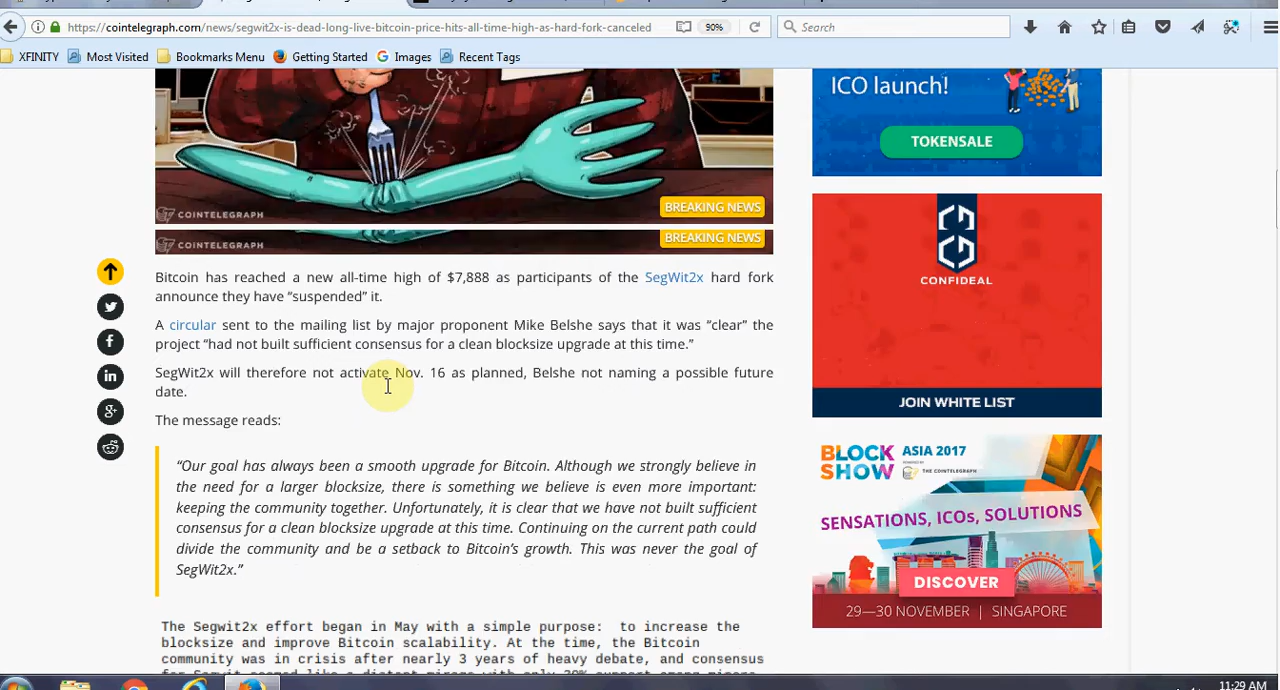 https://cointelegraph.com/news/segwit2x-is-dead-long-live-bitcoin-price-hits-all-time-high-as-hard-fork-canceled
90%
Search
XFINITY
Most Visited
Bookmarks Menu
Getting Started
Images
Recent Tags
ICO launch!
TOKENSALE
COINTELEGRAPH
BREAKING NEWS
COINTELEGRAPH
BREAKING NEWS
CONFIDEAL
JOIN WHITE LIST
Bitcoin has reached a new all-time high of $7,888 as participants of the SegWit2x hard fork
announce they have “suspended” it.
A circular sent to the mailing list by major proponent Mike Belshe says that it was “clear” the
project “had not built sufficient consensus for a clean blocksize upgrade at this time.”
SegWit2x will therefore not activate Nov. 16 as planned, Belshe not naming a possible future
date.
The message reads:
“Our goal has always been a smooth upgrade for Bitcoin. Although we strongly believe in
the need for a larger blocksize, there is something we believe is even more important:
keeping the community together. Unfortunately, it is clear that we have not built sufficient
consensus for a clean blocksize upgrade at this time. Continuing on the current path could
divide the community and be a setback to Bitcoin’s growth. This was never the goal of
SegWit2x.”
BLOCK SHOW
ASIA 2017
COINTELEGRAPH
SENSATIONS, ICOs, SOLUTIONS
DISCOVER
29—30 NOVEMBER | SINGAPORE
The Segwit2x effort began in May with a simple purpose: to increase the
blocksize and improve Bitcoin scalability. At the time, the Bitcoin
community was in crisis after nearly 3 years of heavy debate, and consensus
11:29 AM